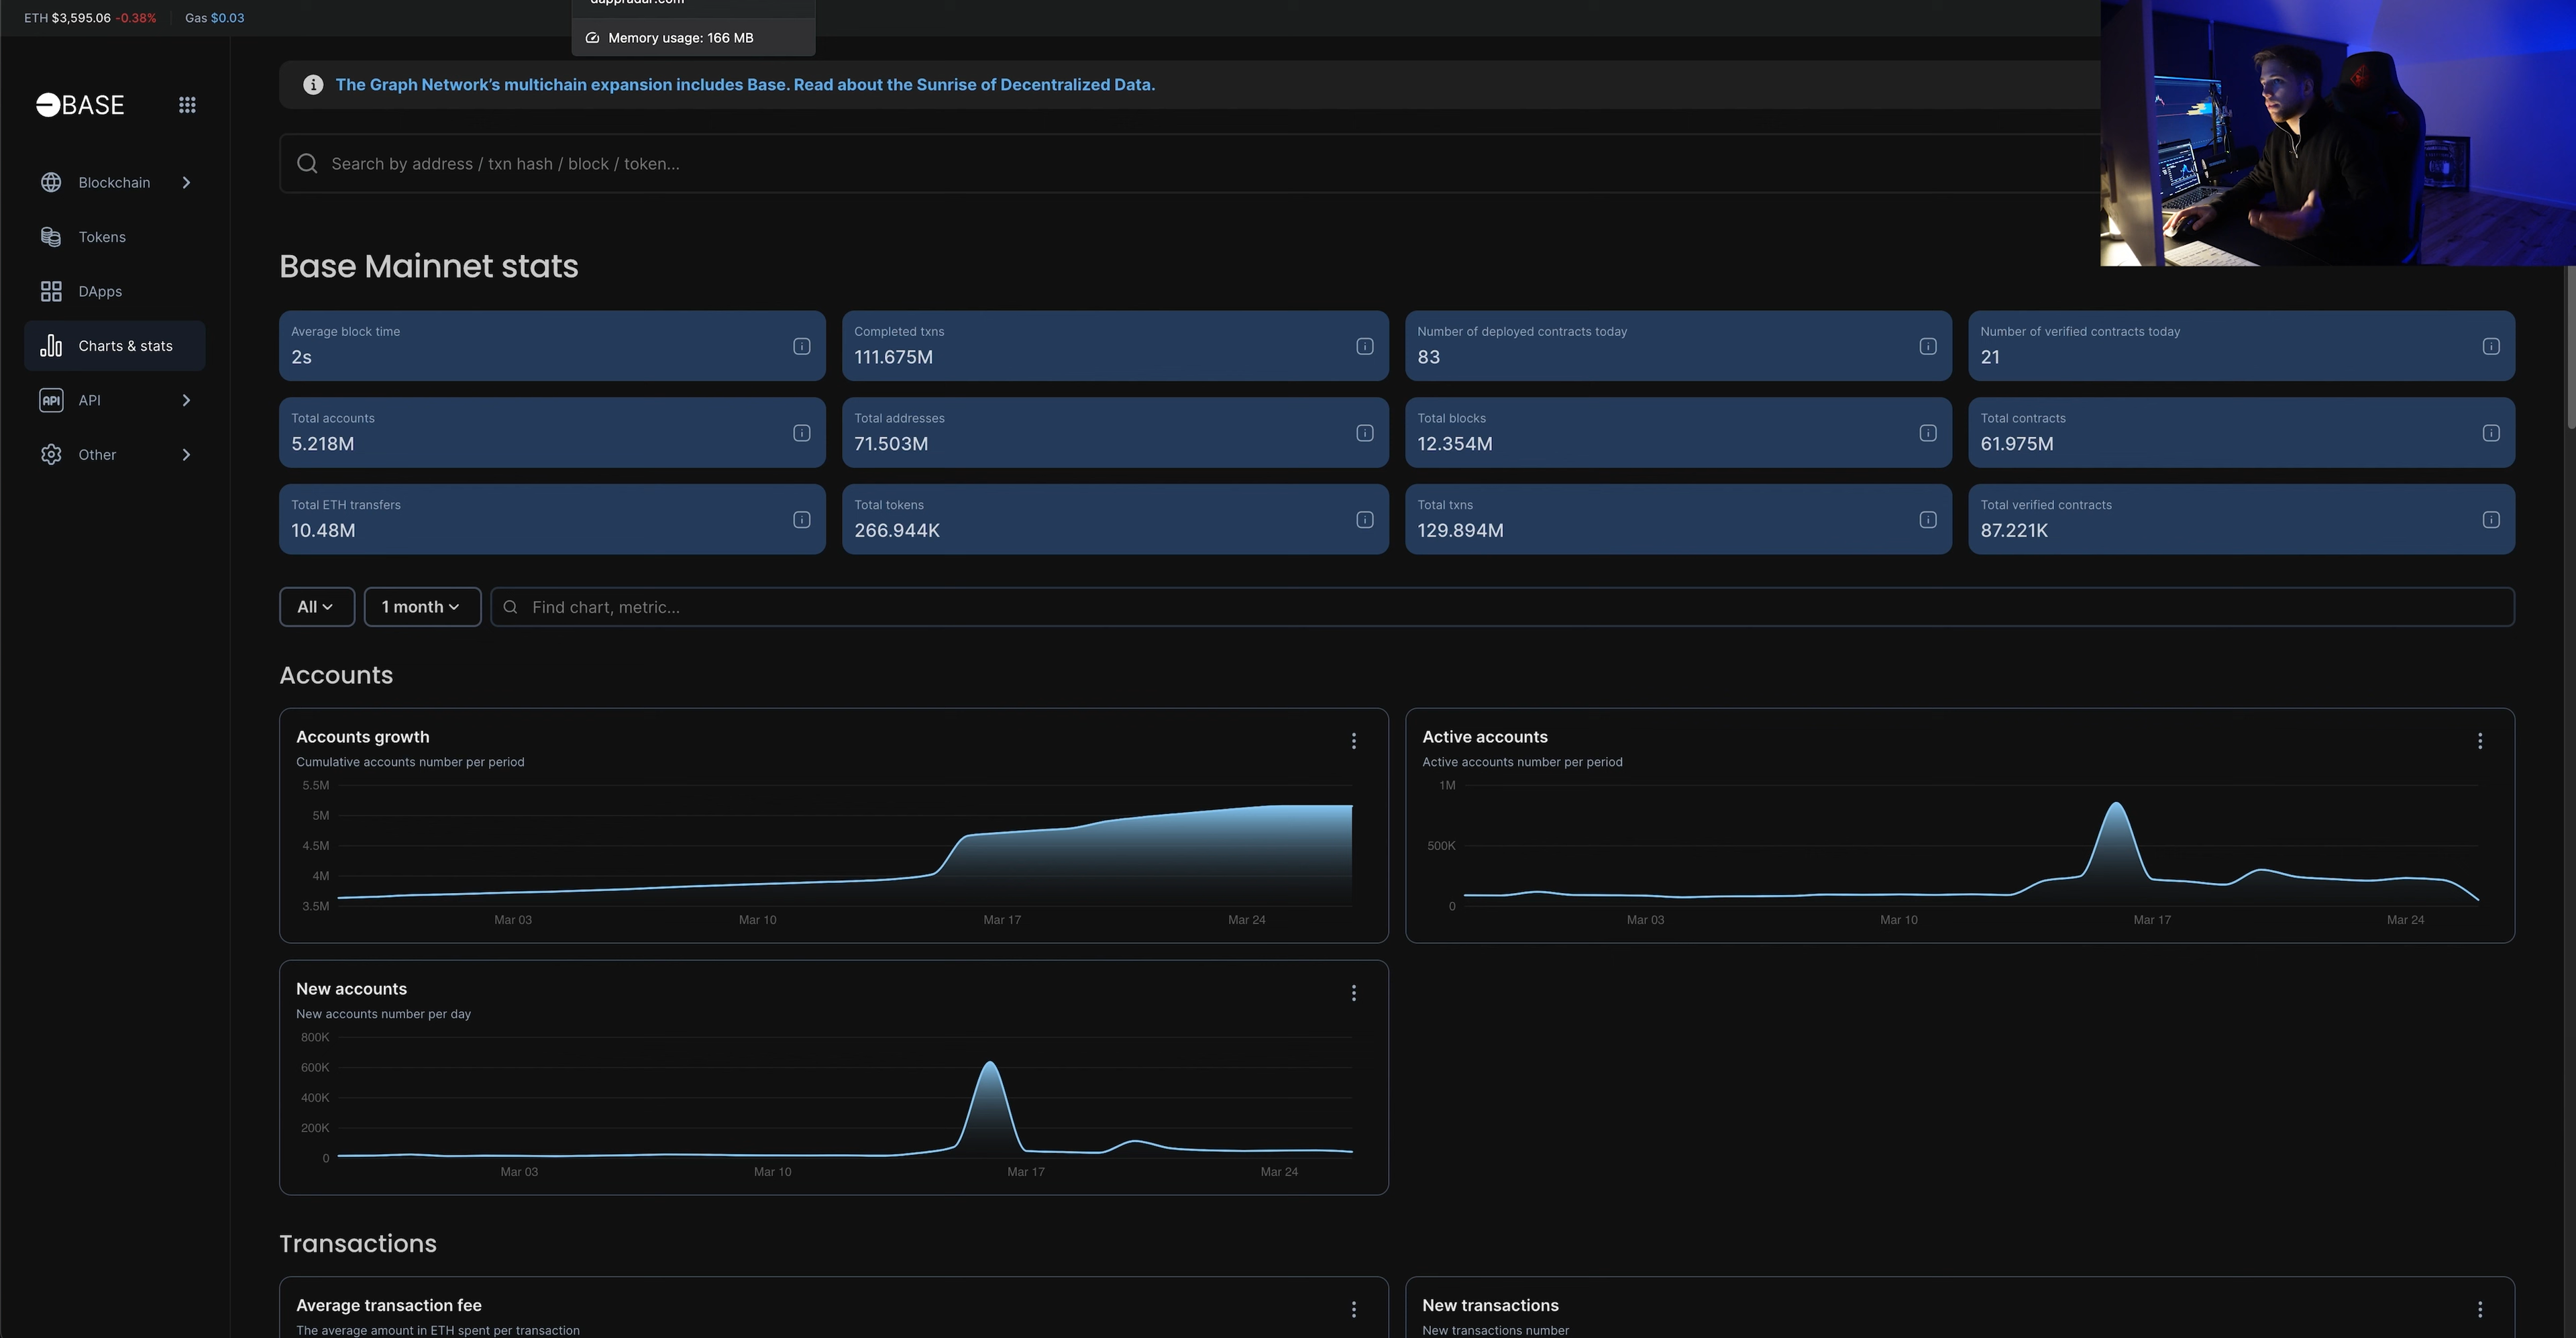 ETH $3,595.06 -0.38% Gas $0.03
Memory usage: 166 MB
The Graph Network's multichain expansion includes Base. Read about the Sunrise of Decentralized Data.
BASE
Blockchain
Tokens
DApps
Charts & stats
API API
Other
Search by address / txn hash / block / token...
Base Mainnet stats
Average block time
2s
Completed txns
111.675M
Number of deployed contracts today
83
Number of verified contracts today
21
Total accounts
5.218M
Total addresses
71.503M
Total blocks
12.354M
Total contracts
61.975M
Total ETH transfers
10.48M
Total tokens
266.944K
Total txns
129.894M
Total verified contracts
87.221K
All
1 month
Find chart, metric...
Accounts
Accounts growth
Cumulative accounts number per period
5.5M
5M
4.5M
4M
3.5M
Mar 03 Mar 10 Mar 17 Mar 24
Active accounts
Active accounts number per period
1M
500K
0
Mar 03 Mar 10 Mar 17 Mar 24
New accounts
New accounts number per day
800K
600K
400K
200K
0
Mar 03 Mar 10 Mar 17 Mar 24
Transactions
Average transaction fee
The average amount in ETH spent per transaction
New transactions
New transactions number